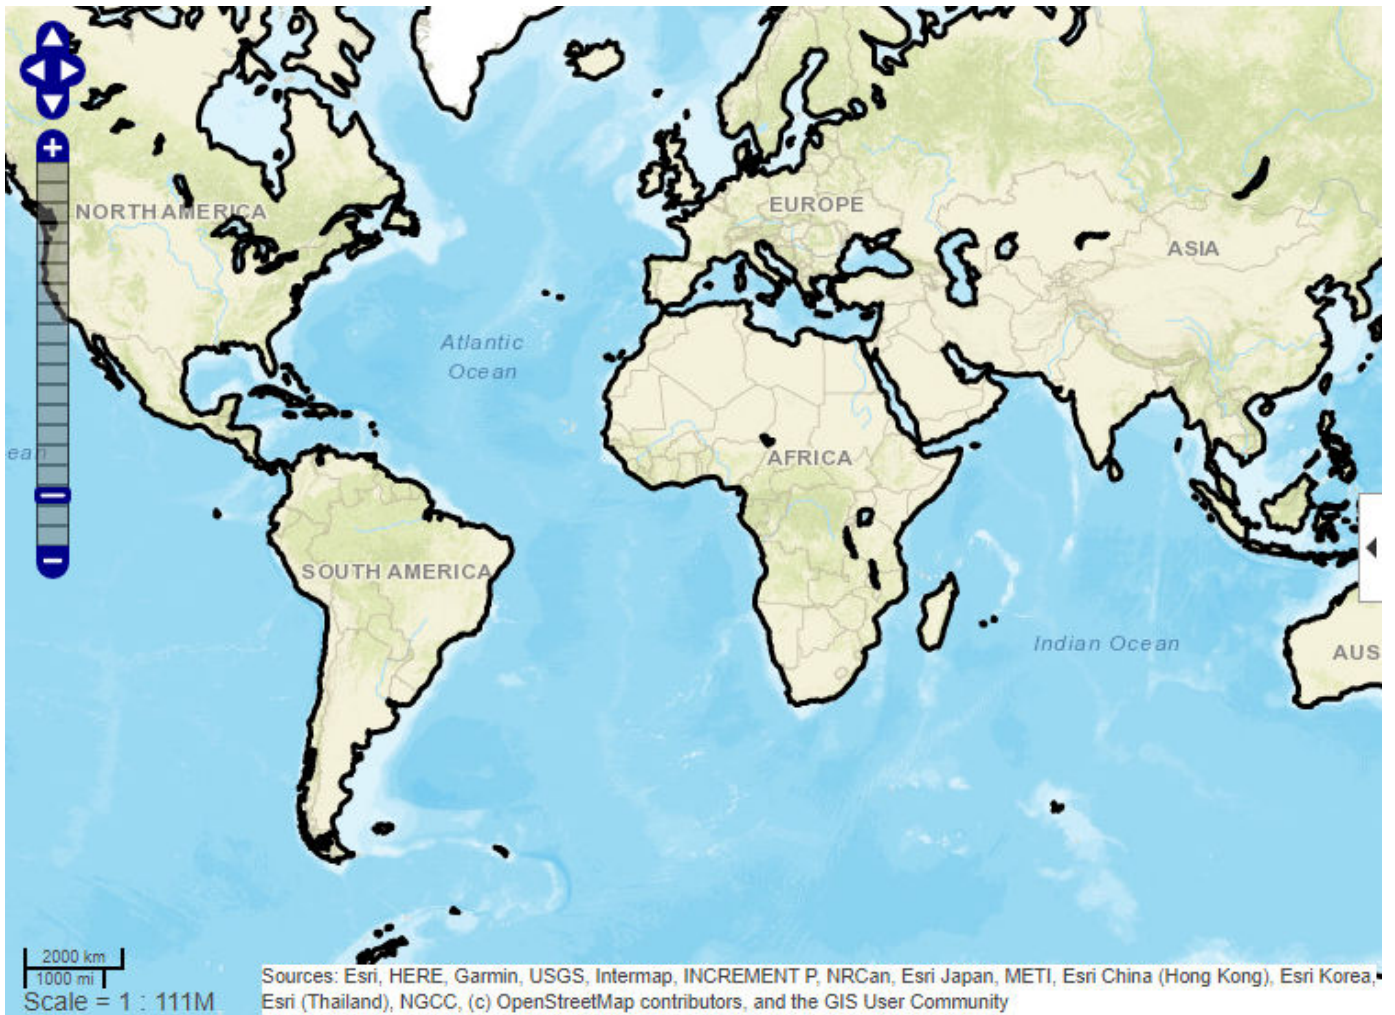 EUROPE
NORTH AMERICA
ASIA
Atlantic
Ocean
ean
AFRICA
SOUTH AMERICA
Indian Ocean
AUS
2000 km
1000 mi
Scale = 1 : 111M
Sources: Esri, HERE, Garmin, USGS, Intermap, INCREMENT P, NRCan, Esri Japan, METI, Esri China (Hong Kong), Esri Korea,
Esri (Thailand), NGCC, (c) OpenStreetMap contributors, and the GIS User Community